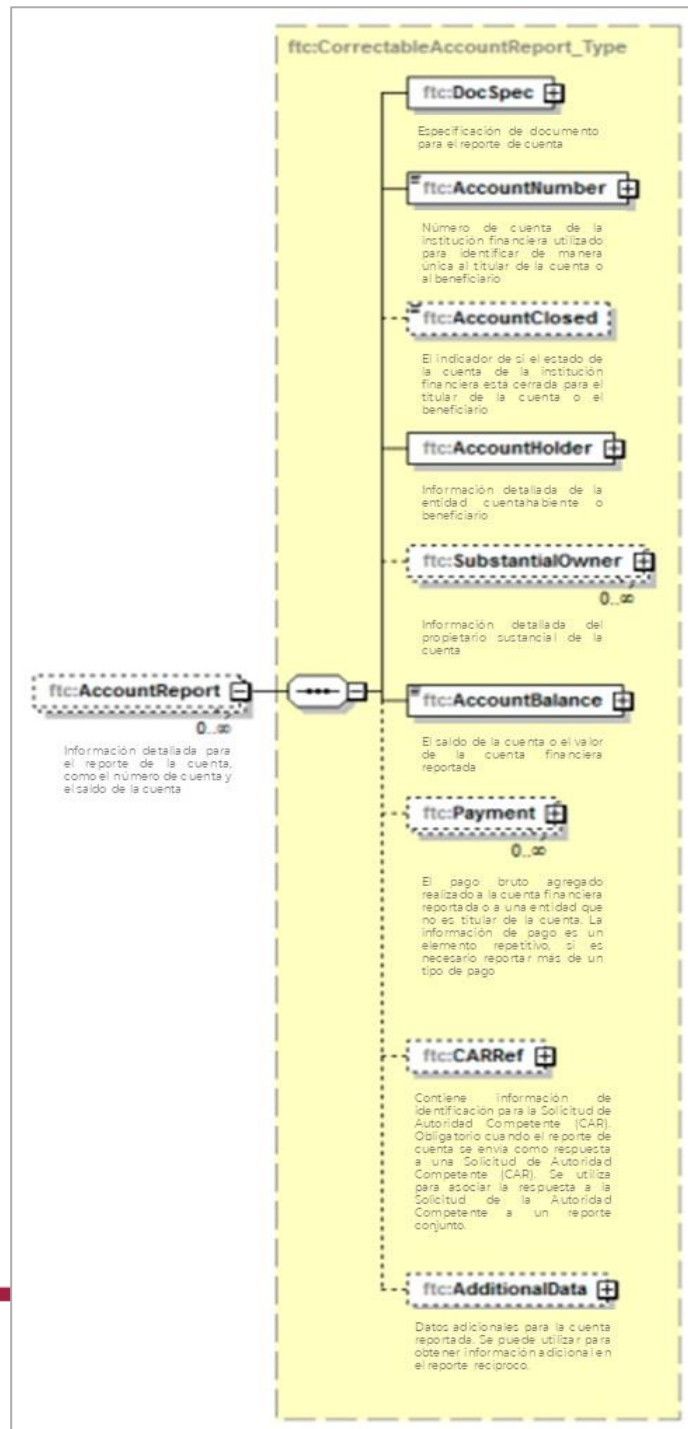 ftc:CorrectableAccountReport_Type
ftc:DocSpec
Especificación de documento
para el reporte de cuenta
ftc:AccountNumber
Número de cuenta de la
institución financiera utilizado
para identificar de manera
única al titular de la cuenta o
al beneficiario
ftc:AccountClosed
El indicador de si el estado de
la cuenta de la institución
financiera está cerrada para el
titular de la cuenta o el
beneficiario
ftc:AccountHolder
Información detallada de la
entidad cuentahabiente o
beneficiario
ftc:SubstantialOwner
0..∞
Información detallada del
propietario sustancial de la
cuenta
ftc:AccountReport
0..∞
Información detallada para
el reporte de la cuenta,
como el número de cuenta y
el saldo de la cuenta
ftc:AccountBalance
El saldo de la cuenta o el valor
de la cuenta financiera
reportada
ftc:Payment
0..∞
El pago bruto agregado
realizado a la cuenta financiera
reportada o a una entidad que
no es titular de la cuenta. La
información de pago es un
elemento repetitivo, si es
necesario reportar más de un
tipo de pago
ftc:CARRef
Contiene información de
identificación para la Solicitud de
Autoridad Competente (CAR).
Obligatorio cuando el reporte de
cuenta se envía como respuesta
a una Solicitud de Autoridad
Competente (CAR). Se utiliza
para asociar la respuesta a la
Solicitud de la Autoridad
Competente a un reporte
conjunto.
ftc:AdditionalData
Datos adicionales para la cuenta
reportada. Se puede utilizar para
obtener información adicional en
el reporte recíproco.